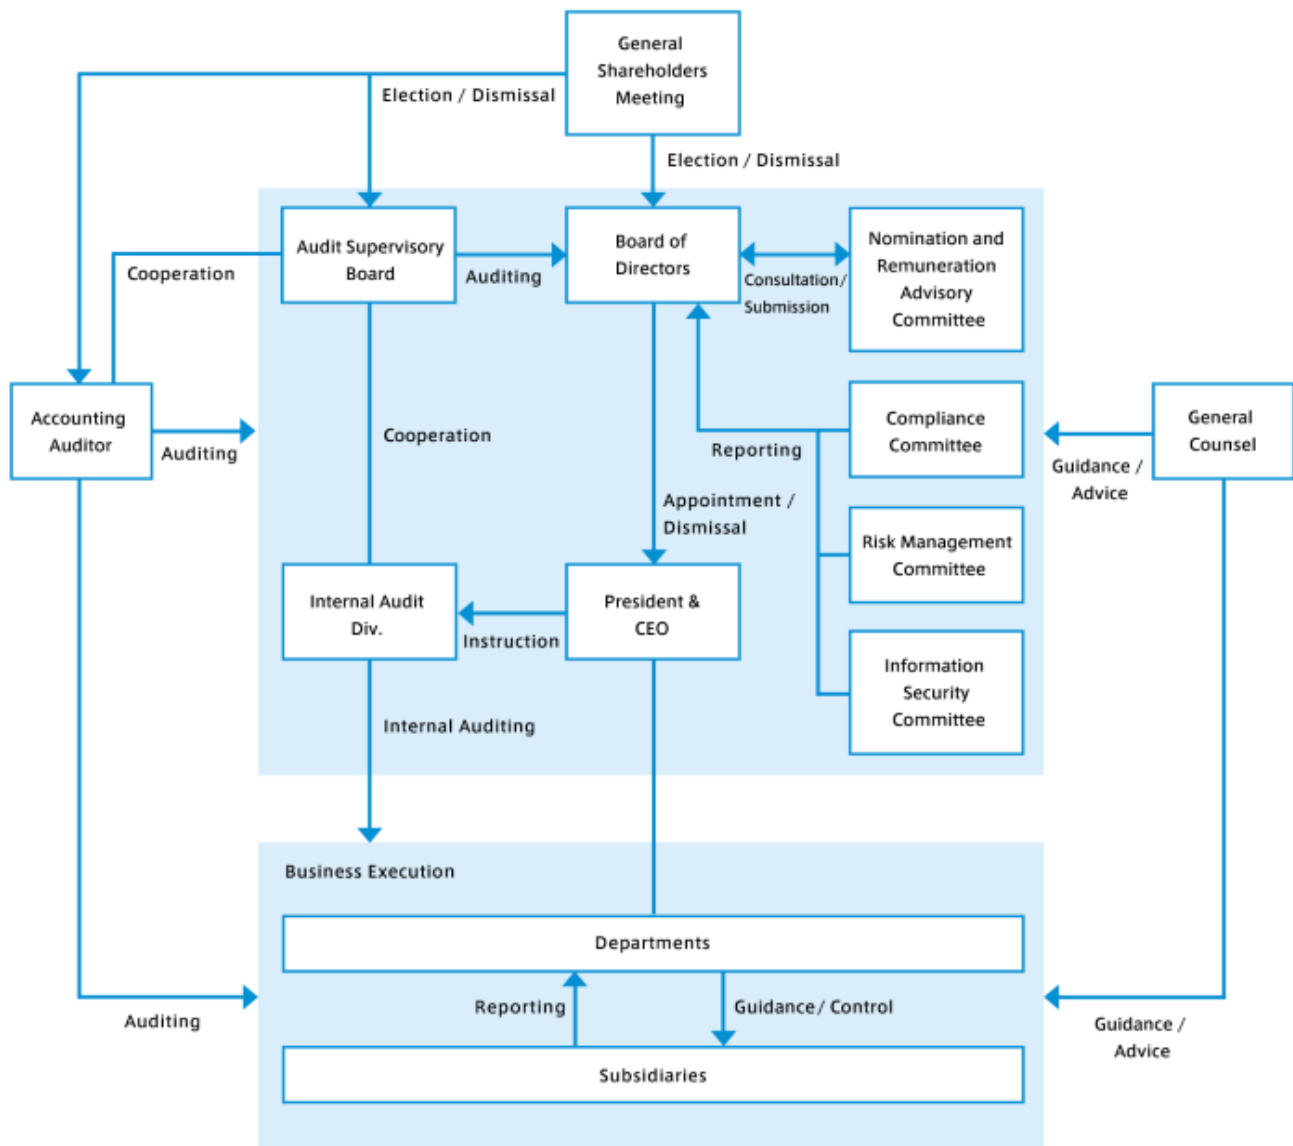 General
Shareholders
Meeting
Election / Dismissal
Election / Dismissal
Audit Supervisory
Board
Board of
Directors
Nomination and
Remuneration
Advisory
Committee
Cooperation
Auditing
Consultation/
Submission
Accounting
Auditor
Auditing
Cooperation
Reporting
Compliance
Committee
General
Counsel
Guidance /
Advice
Appointment /
Dismissal
Risk Management
Committee
Internal Audit
Div.
Instruction
President &
CEO
Information
Security
Committee
Internal Auditing
Business Execution
Departments
Reporting
Guidance/ Control
Auditing
Guidance /
Advice
Subsidiaries